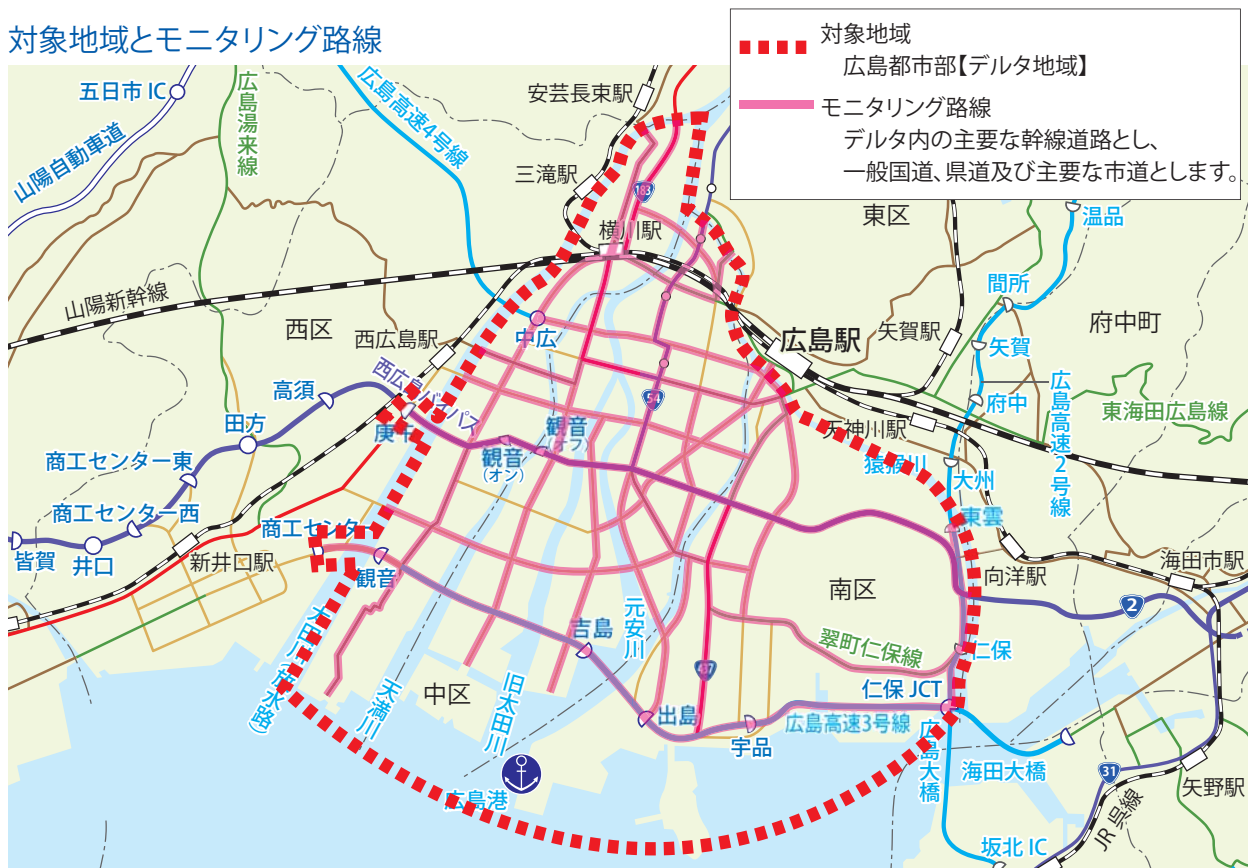 対象地域とモニタリング路線
対象地域
広島都市部【デルタ地域】
モニタリング路線
デルタ内の主要な幹線道路とし、
一般国道、県道及び主要な市道とします。
五日市 IC
山陽自動車道
広島湯来線
広島高速4号線
安芸長束駅
三滝駅
183
横川駅
東区
温品
間所
府中町
矢賀駅
矢賀
山陽新幹線
西区
西広島駅
中広
広島駅
府中
広島高速2号線
東海田広島線
高須
西広島バイパス
54
天神川駅
田方
庚午
観音
(オフ)
観音
(オン)
猿猴川
大州
商工センター東
商工センター西
商工センター
東雲
皆賀
井口
新井口駅
観音
向洋駅
海田市駅
南区
2
太田川(放水路)
吉島
元安川
翠町仁保線
仁保
天満川
中区
旧太田川
487
仁保 JCT
出島
宇品
広島高速3号線
広島大橋
海田大橋
広島港
31
矢野駅
JR 呉線
坂北 IC